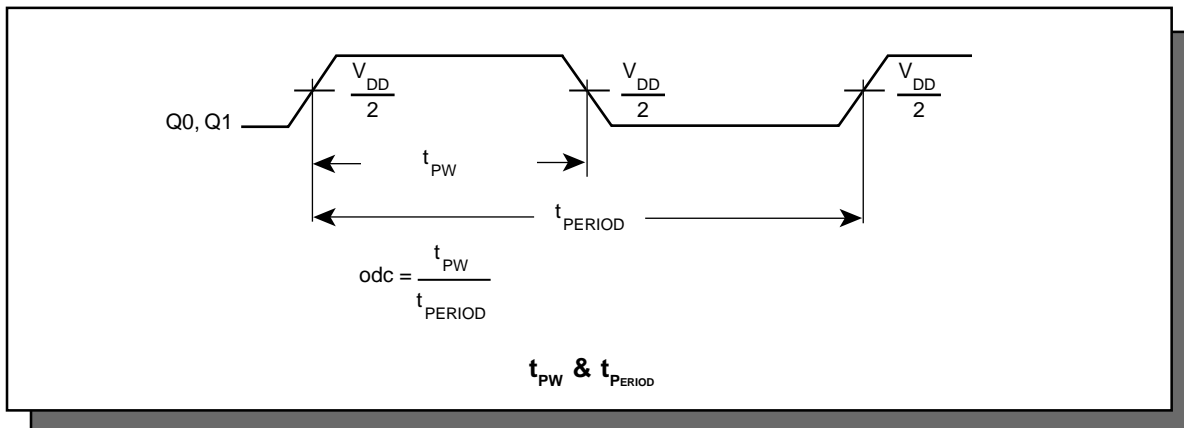 V_DD / 2 V_DD / 2 V_DD / 2
Q0, Q1
t_PW
t_PERIOD
odc = t_PW / t_PERIOD
t_PW & t_PERIOD